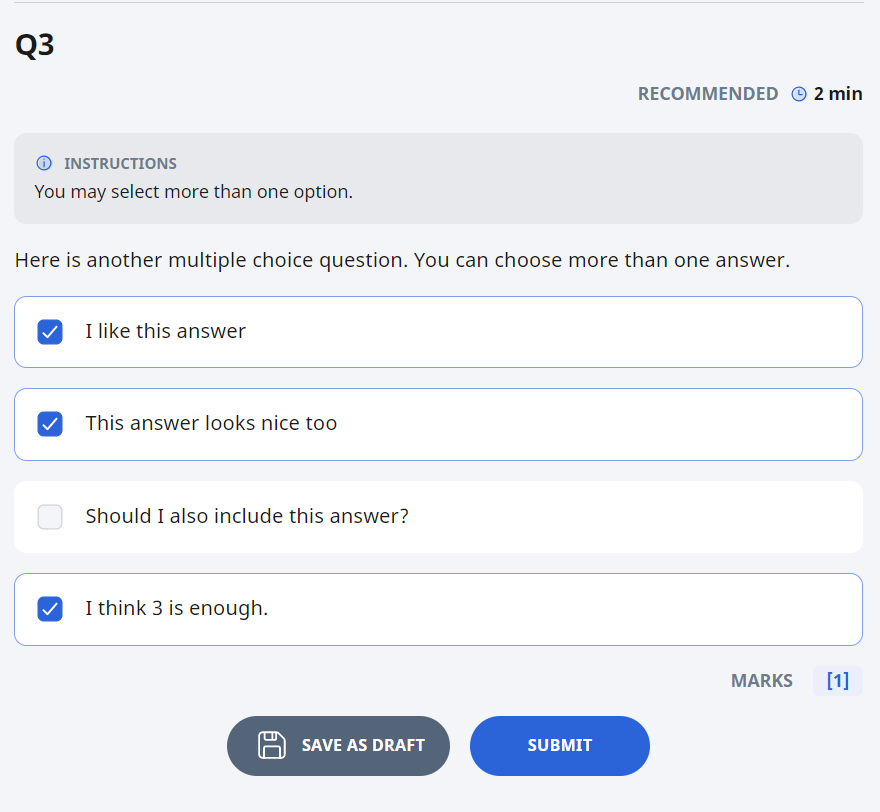 Q3
RECOMMENDED 2 min
INSTRUCTIONS
You may select more than one option.
Here is another multiple choice question. You can choose more than one answer.
I like this answer
This answer looks nice too
Should I also include this answer?
I think 3 is enough.
MARKS [1]
SAVE AS DRAFT SUBMIT